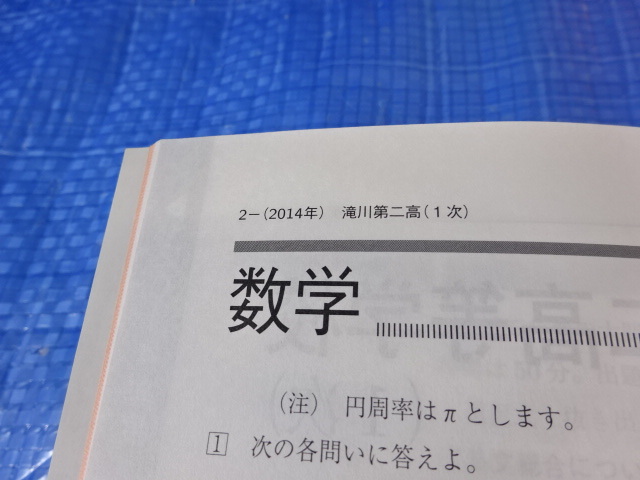 2－(2014年) 滝川第二高(1次)
数学
(注) 円周率はπとします。
1 次の各問いに答えよ。